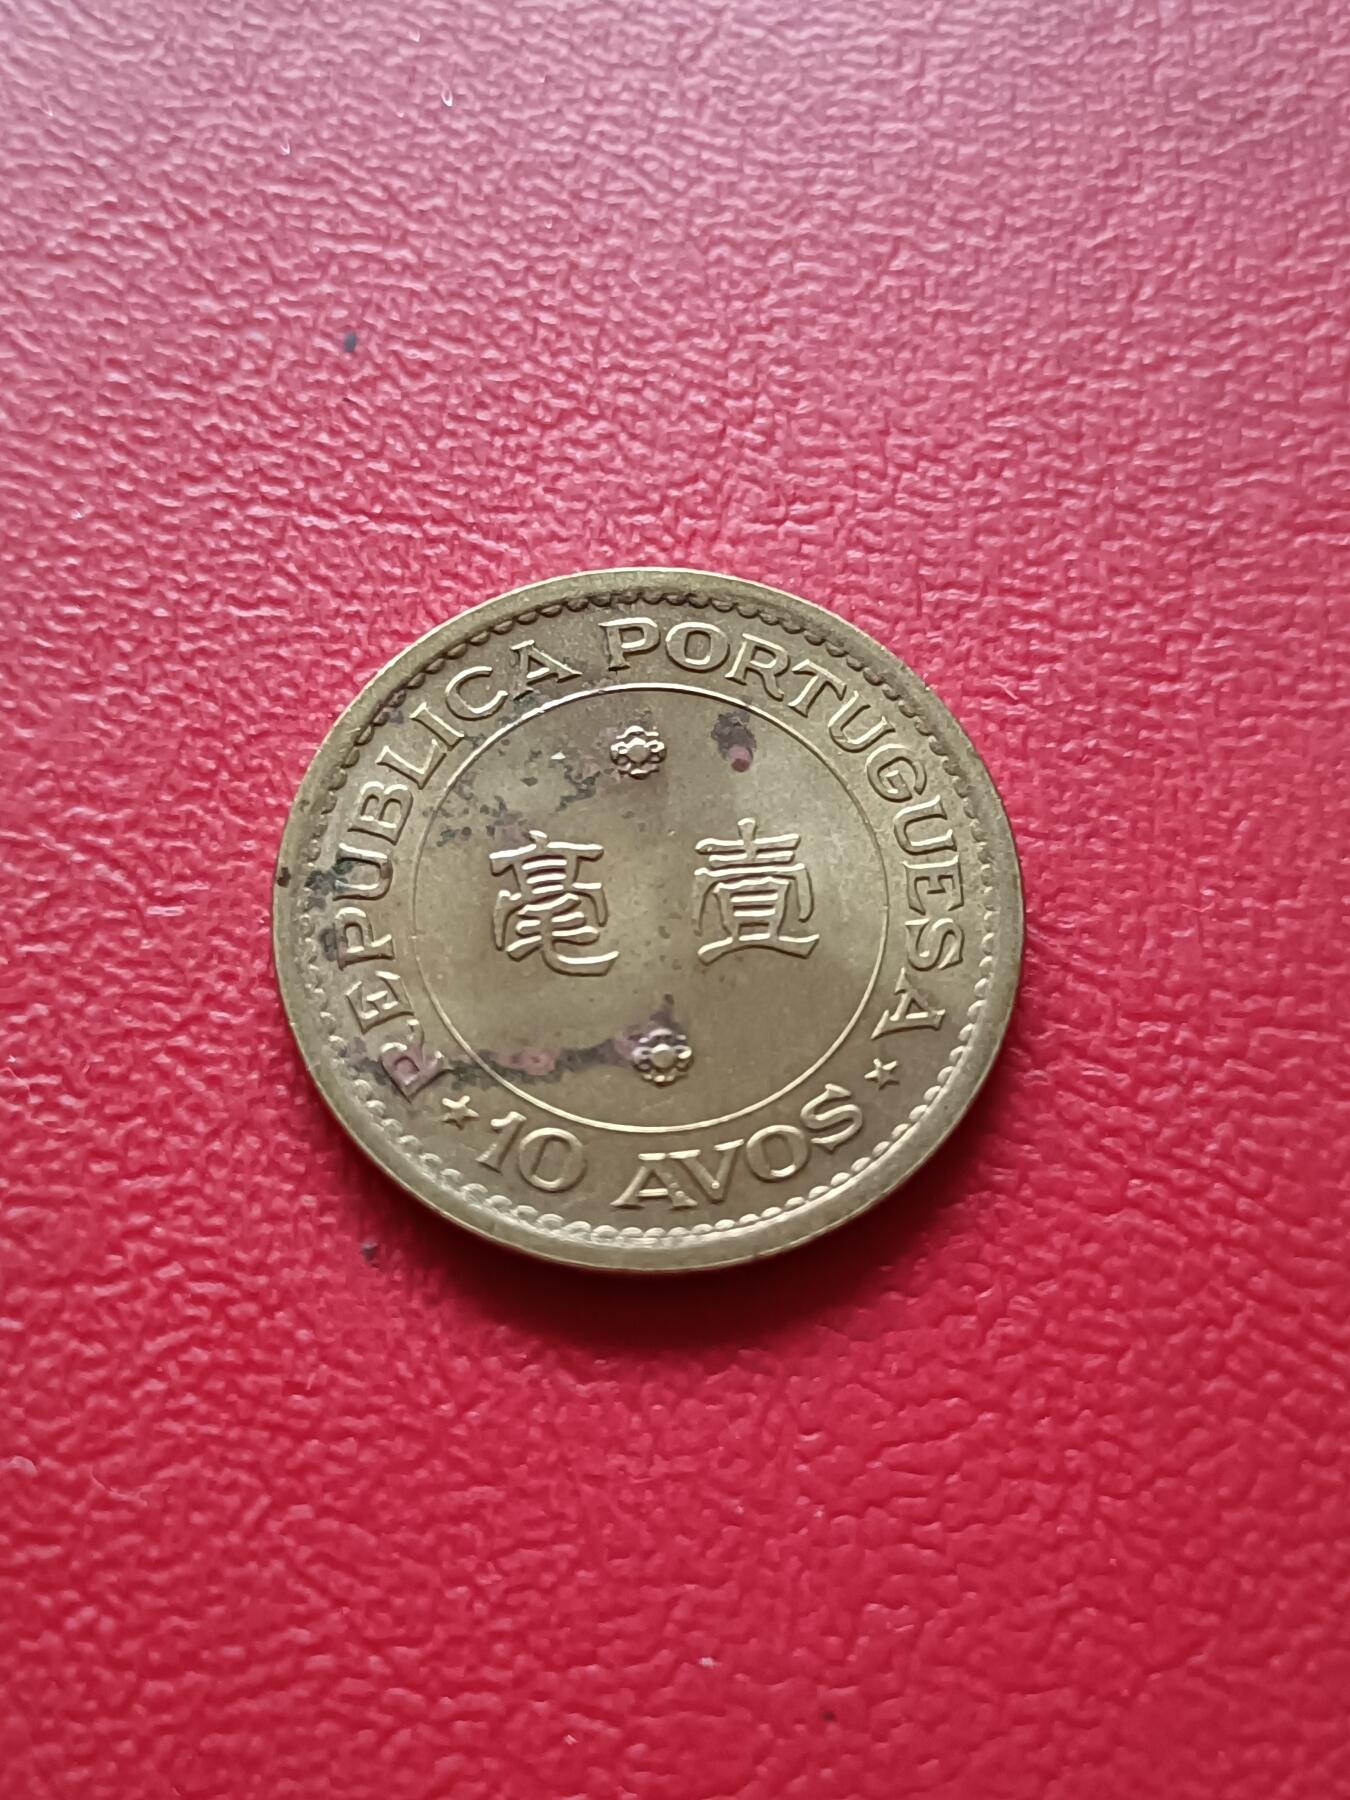 REPUBLICA PORTUGUESA
毫壹
★ 10 AVOS ★